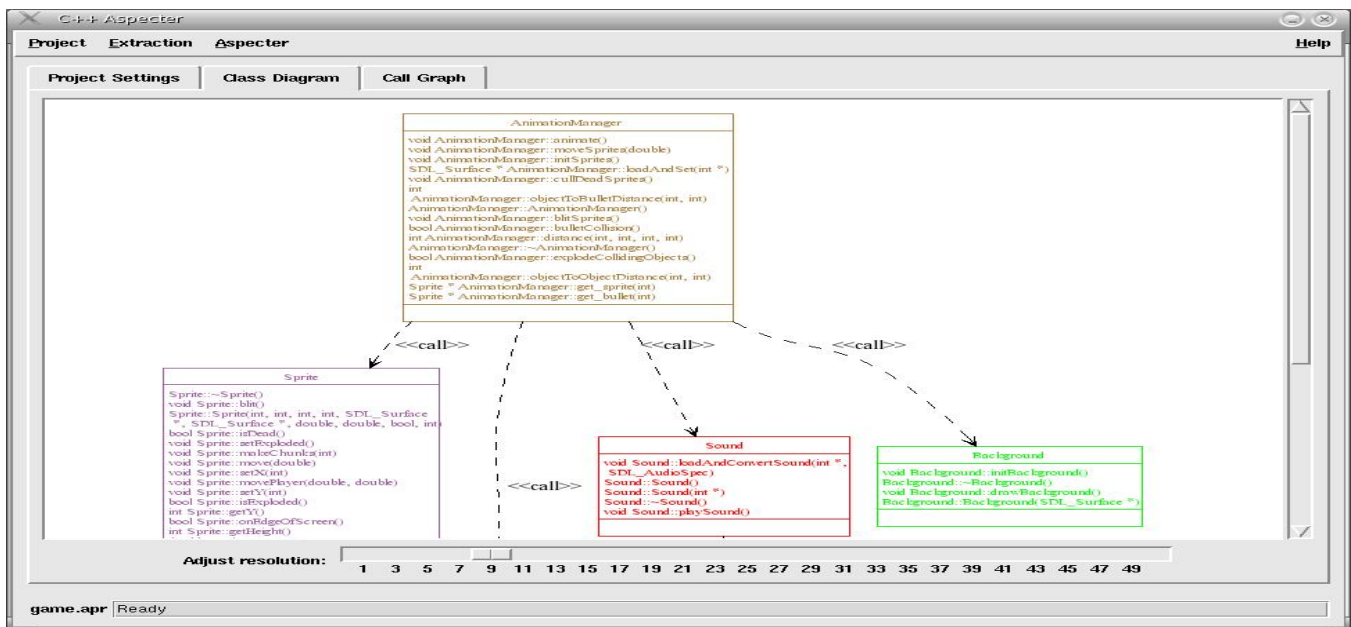 C++ Aspecter
Project Extraction Aspecter Help
Project Settings Class Diagram Call Graph
AnimationManager
void AnimationManager::animate()
void AnimationManager::moveSprites(double)
void AnimationManager::initSprites()
SDL_Surface * AnimationManager::loadAndSet(int *)
void AnimationManager::cullDeadSprites()
int
AnimationManager::objectToBulletDistance(int, int)
AnimationManager::AnimationManager()
void AnimationManager::blitSprites()
bool AnimationManager::bulletCollision()
int AnimationManager::distance(int, int, int, int)
AnimationManager::~AnimationManager()
bool AnimationManager::explodeCollidingObjects()
int
AnimationManager::objectToObjectDistance(int, int)
Sprite * AnimationManager::get_sprite(int)
Sprite * AnimationManager::get_bullet(int)
<<call>> <<call>> <<call>>
Sprite
Sprite::~Sprite()
void Sprite::blit()
Sprite::Sprite(int, int, int, int, SDL_Surface
*, SDL_Surface *, double, double, bool, int)
bool Sprite::isDead()
void Sprite::setExploded()
void Sprite::makeChunks(int)
void Sprite::move(double)
void Sprite::setX(int)
void Sprite::movePlayer(double, double)
void Sprite::setY(int)
bool Sprite::isExploded()
int Sprite::getY()
bool Sprite::onEdgeOfScreen()
int Sprite::getHeight()
<<call>>
Sound
void Sound::loadAndConvertSound(int *,
SDL_AudioSpec)
Sound::Sound()
Sound::Sound(int *)
Sound::~Sound()
void Sound::playSound()
Background
void Background::initBackground()
Background::~Background()
void Background::drawBackground()
Background::Background(SDL_Surface *)
Adjust resolution:
1 3 5 7 9 11 13 15 17 19 21 23 25 27 29 31 33 35 37 39 41 43 45 47 49
game.apr Ready